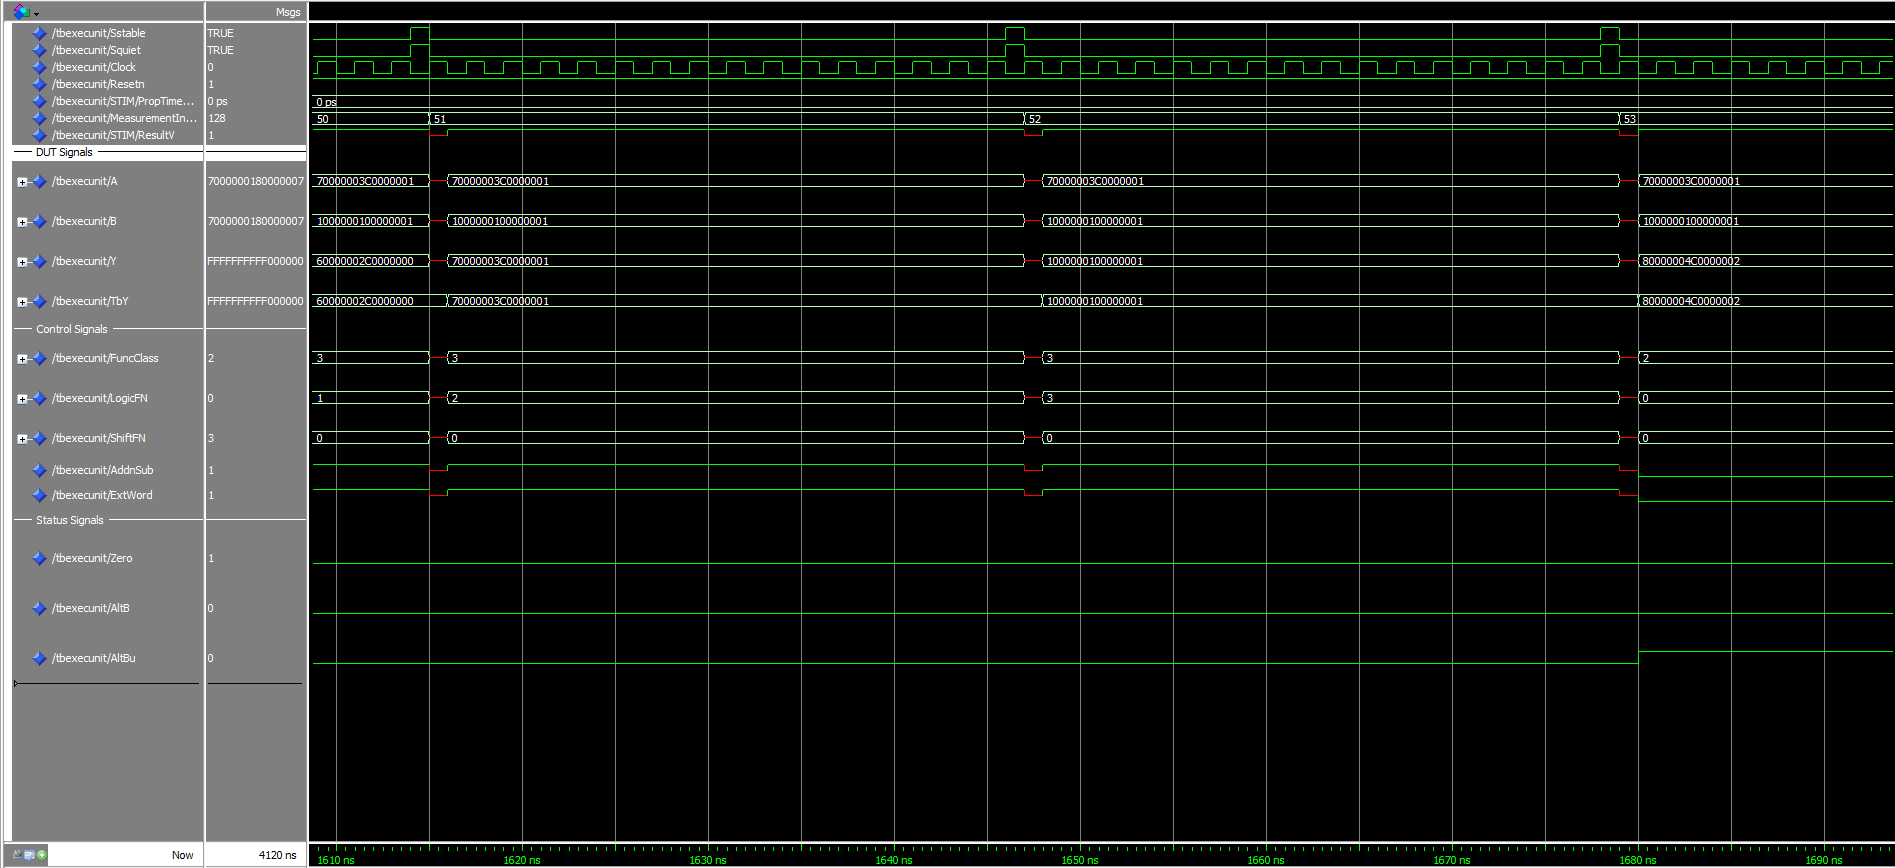 Msgs
/tbexecunit/Sstable TRUE
/tbexecunit/Squiet TRUE
/tbexecunit/Clock 0
/tbexecunit/Resetn 1
/tbexecunit/STIM/PropTime... 0 ps 0 ps
/tbexecunit/MeasurementIn... 128 50 51 52 53
/tbexecunit/STIM/ResultV 1
DUT Signals
/tbexecunit/A 7000000180000007 70000003C0000001 70000003C0000001 70000003C0000001 70000003C0000001
/tbexecunit/B 7000000180000007 1000000100000001 1000000100000001 1000000100000001 1000000100000001
/tbexecunit/Y FFFFFFFFFF000000 60000002C0000000 70000003C0000001 1000000100000001 80000004C0000002
/tbexecunit/TbY FFFFFFFFFF000000 60000002C0000000 70000003C0000001 1000000100000001 80000004C0000002
Control Signals
/tbexecunit/FuncClass 2 3 3 3 2
/tbexecunit/LogicFN 0 1 2 3 0
/tbexecunit/ShiftFN 3 0 0 0 0
/tbexecunit/AddnSub 1
/tbexecunit/ExtWord 1
Status Signals
/tbexecunit/Zero 1
/tbexecunit/AltB 0
/tbexecunit/AltBu 0
Now 4120 ns 1610 ns 1620 ns 1630 ns 1640 ns 1650 ns 1660 ns 1670 ns 1680 ns 1690 ns